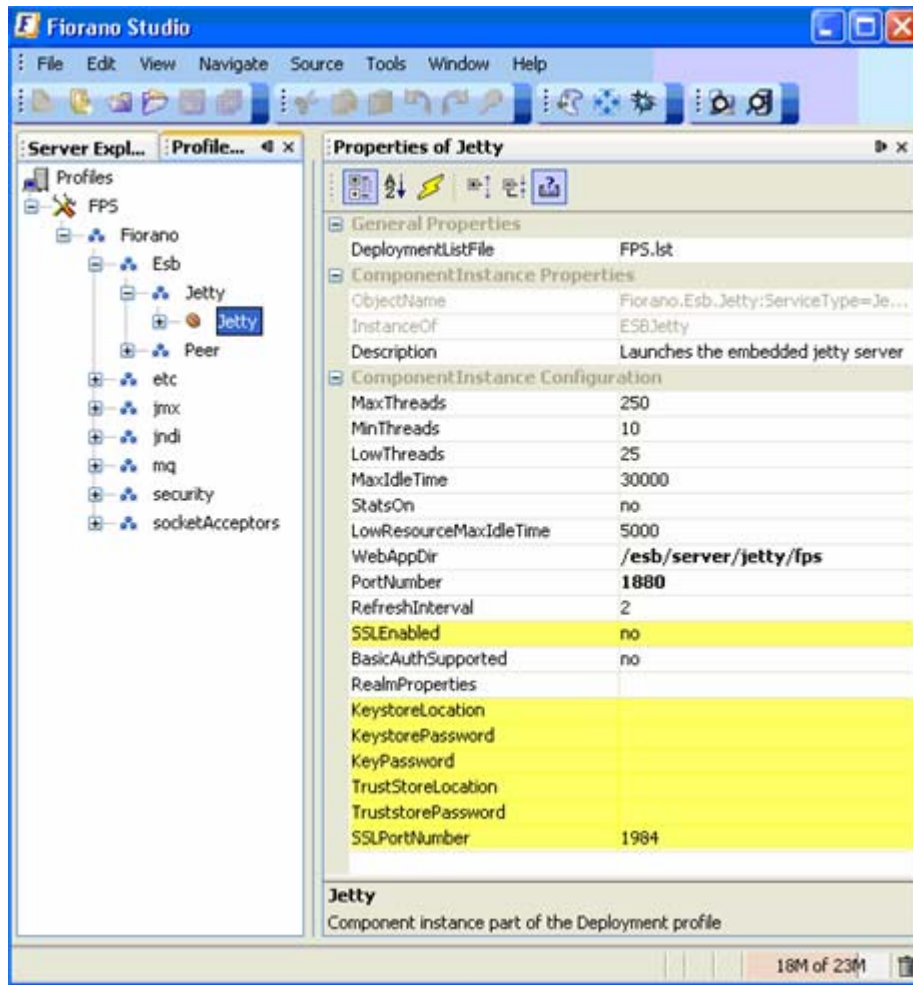 Fiorano Studio
File Edit View Navigate Source Tools Window Help
Server Expl... Profile...
Profiles
FPS
Fiorano
Esb
Jetty
Jetty
Peer
etc
jmx
jndi
mq
security
socketAcceptors
Properties of Jetty
General Properties
DeploymentListFile FPS.lst
ComponentInstance Properties
ObjectName Fiorano.Esb.Jetty:ServiceType=Je...
InstanceOf ESBJetty
Description Launches the embedded jetty server
ComponentInstance Configuration
MaxThreads 250
MinThreads 10
LowThreads 25
MaxIdleTime 30000
StatsOn no
LowResourceMaxIdleTime 5000
WebAppDir /esb/server/jetty/fps
PortNumber 1880
RefreshInterval 2
SSLEnabled no
BasicAuthSupported no
RealmProperties
KeystoreLocation
KeystorePassword
KeyPassword
TrustStoreLocation
TruststorePassword
SSLPortNumber 1984
Jetty
Component instance part of the Deployment profile
18M of 23M